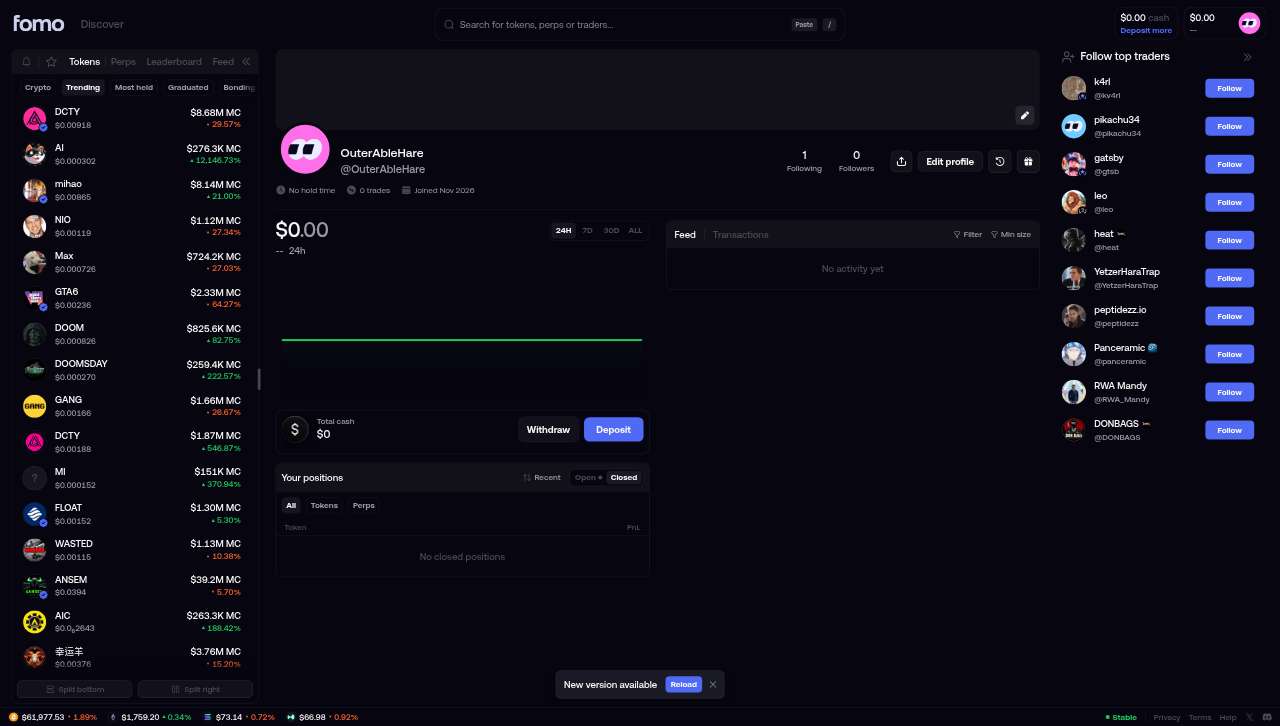 fomo
Discover
Search for tokens, perps or traders...
Paste
/
$0.00 cash
Deposit more
$0.00
--
Tokens
Perps
Leaderboard
Feed
Crypto
Trending
Most held
Graduated
Bonding
DCTY
$0.00918
$8.68M MC
29.57%
AI
$0.000302
$276.3K MC
12,146.73%
mihao
$0.00865
$8.14M MC
21.00%
NIO
$0.00119
$1.12M MC
27.34%
Max
$0.000726
$724.2K MC
27.03%
GTA6
$0.00236
$2.33M MC
64.27%
DOOM
$0.000826
$825.6K MC
82.75%
DOOMSDAY
$0.000270
$259.4K MC
222.57%
GANG
$0.00166
$1.66M MC
26.67%
DCTY
$0.00188
$1.87M MC
546.87%
?
MI
$0.000152
$151K MC
370.94%
FLOAT
$0.00152
$1.30M MC
5.30%
WASTED
$0.00115
$1.13M MC
10.38%
ANSEM
$0.0394
$39.2M MC
5.70%
AIC
$263.3K MC
188.42%
幸运羊
$0.00376
$3.76M MC
15.20%
Split bottom
Split right
OuterAbleHare
@OuterAbleHare
No hold time
0 trades
Joined Nov 2026
1
Following
0
Followers
Edit profile
$0.00
-- 24h
24H
7D
30D
ALL
$
Total cash
$0
Withdraw
Deposit
Your positions
Recent
Open
Closed
All
Tokens
Perps
Token
PnL
No closed positions
Feed
Transactions
Filter
Min size
No activity yet
Follow top traders
k4rl
@kv4rl
Follow
pikachu34
@pikachu34
Follow
gatsby
@gtsb
Follow
leo
@leo
Follow
heat
@heat
Follow
YetzerHaraTrap
@YetzerHaraTrap
Follow
peptidezz.io
@peptidezz
Follow
Panceramic
@panceramic
Follow
RWA Mandy
@RWA_Mandy
Follow
DONBAGS
@DONBAGS
Follow
New version available
Reload
$61,977.53 1.89%
$1,759.20 0.34%
$73.14 0.72%
$66.98 0.92%
Stable
Privacy
Terms
Help